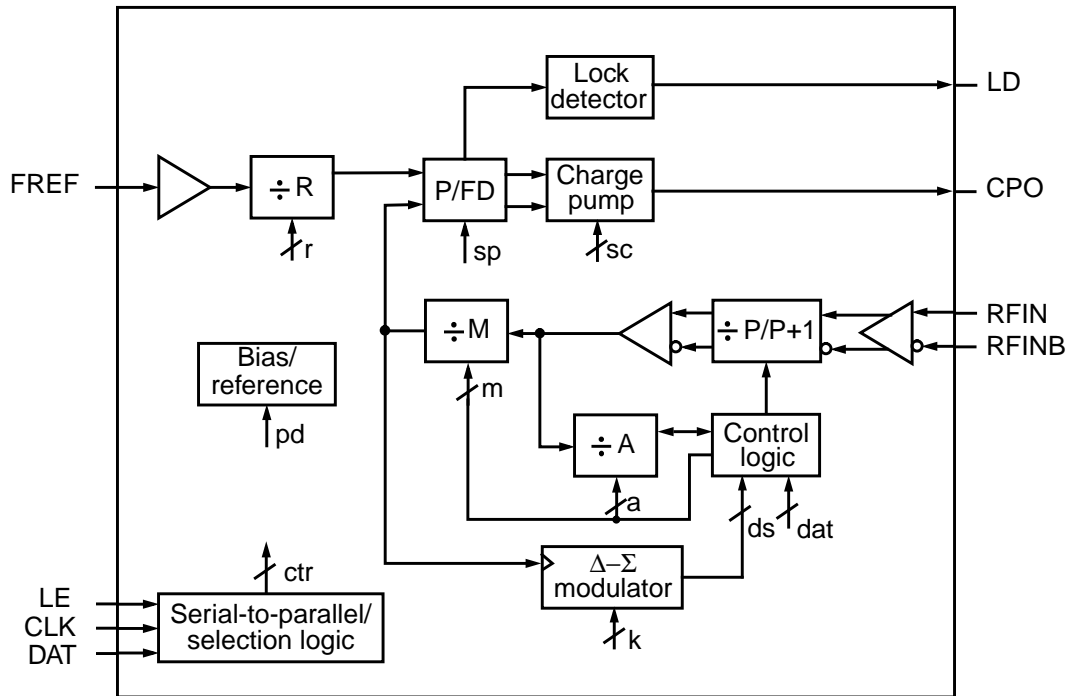 Lock
detector
LD
FREF
÷ R
P/FD
Charge
pump
CPO
r
sp
sc
÷ M
÷ P/P+1
RFIN
RFINB
Bias/
reference
m
pd
÷ A
Control
logic
a
ds
dat
ctr
Δ–Σ
modulator
k
LE
CLK
DAT
Serial-to-parallel/
selection logic